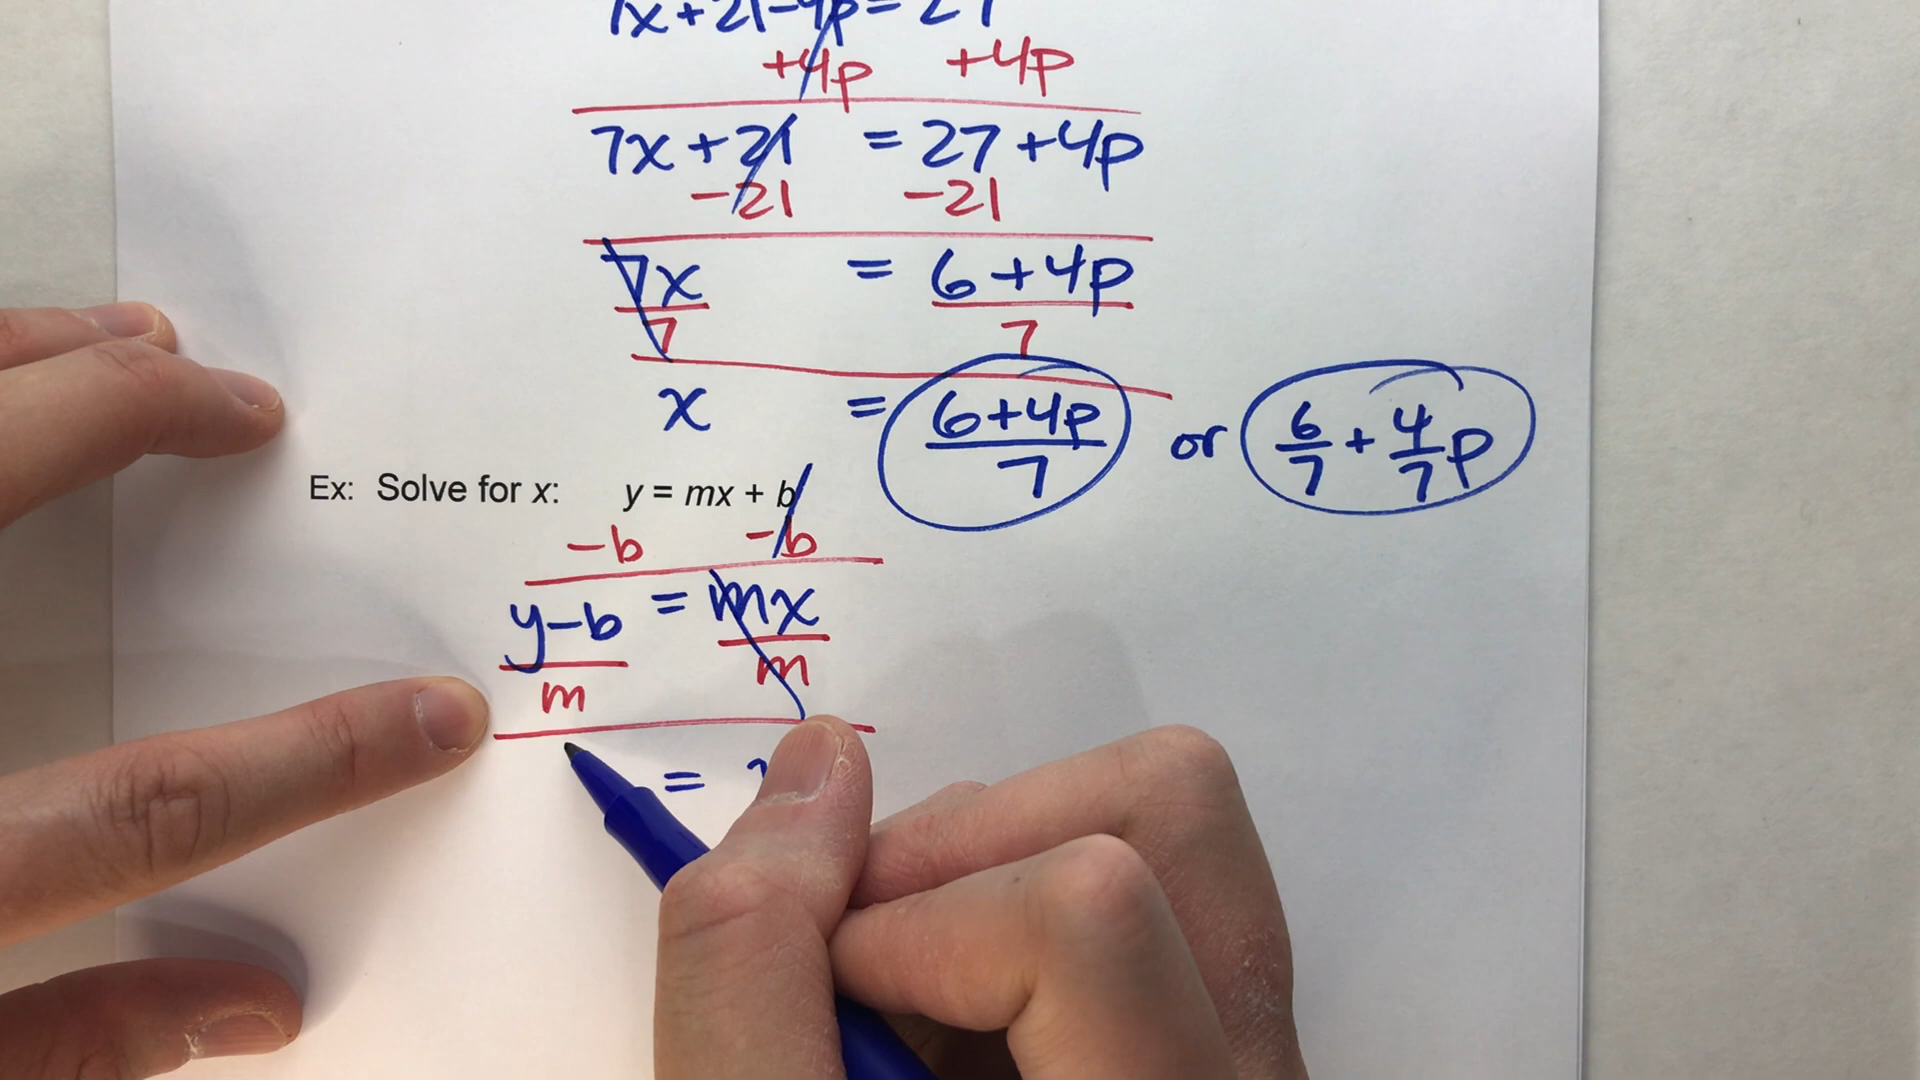 7x+21-4p=27
+4p +4p
7x+21 = 27+4p
-21 -21
7x = 6+4p
7 7
x = 6+4p/7 or 6/7+4/7p
Ex: Solve for x: y = mx + b
-b -b
y-b = mx
m m
=